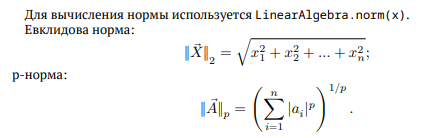 Для вычисления нормы используется LinearAlgebra.norm(x).
Евклидова норма:
‖X⃗‖₂ = √(x₁² + x₂² + ... + xₙ²);
p-норма:
‖A⃗‖ₚ = (∑ᵢ₌₁ⁿ |aᵢ|ᵖ)^(1/p).